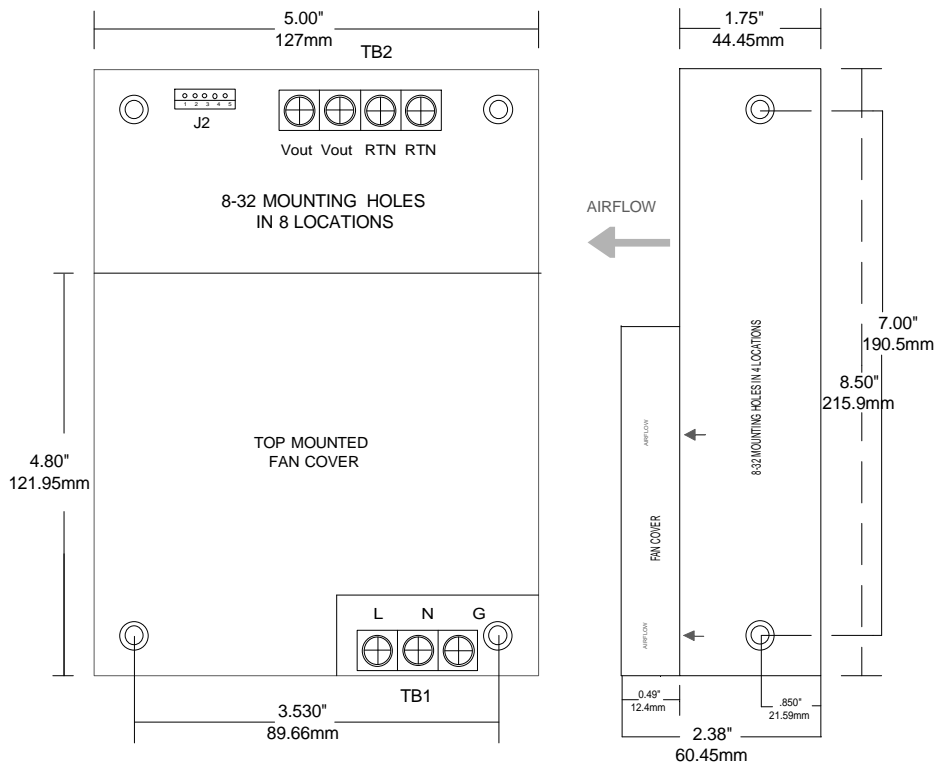 5.00"
127mm
TB2
1 2 3 4 5
J2
Vout Vout RTN RTN
8-32 MOUNTING HOLES
IN 8 LOCATIONS
4.80"
121.95mm
TOP MOUNTED
FAN COVER
L N G
TB1
3.530"
89.66mm
1.75"
44.45mm
AIRFLOW
8-32 MOUNTING HOLES IN 4 LOCATIONS
7.00"
190.5mm
8.50"
215.9mm
AIRFLOW
FAN COVER
AIRFLOW
0.49"
12.4mm
.850"
21.59mm
2.38"
60.45mm